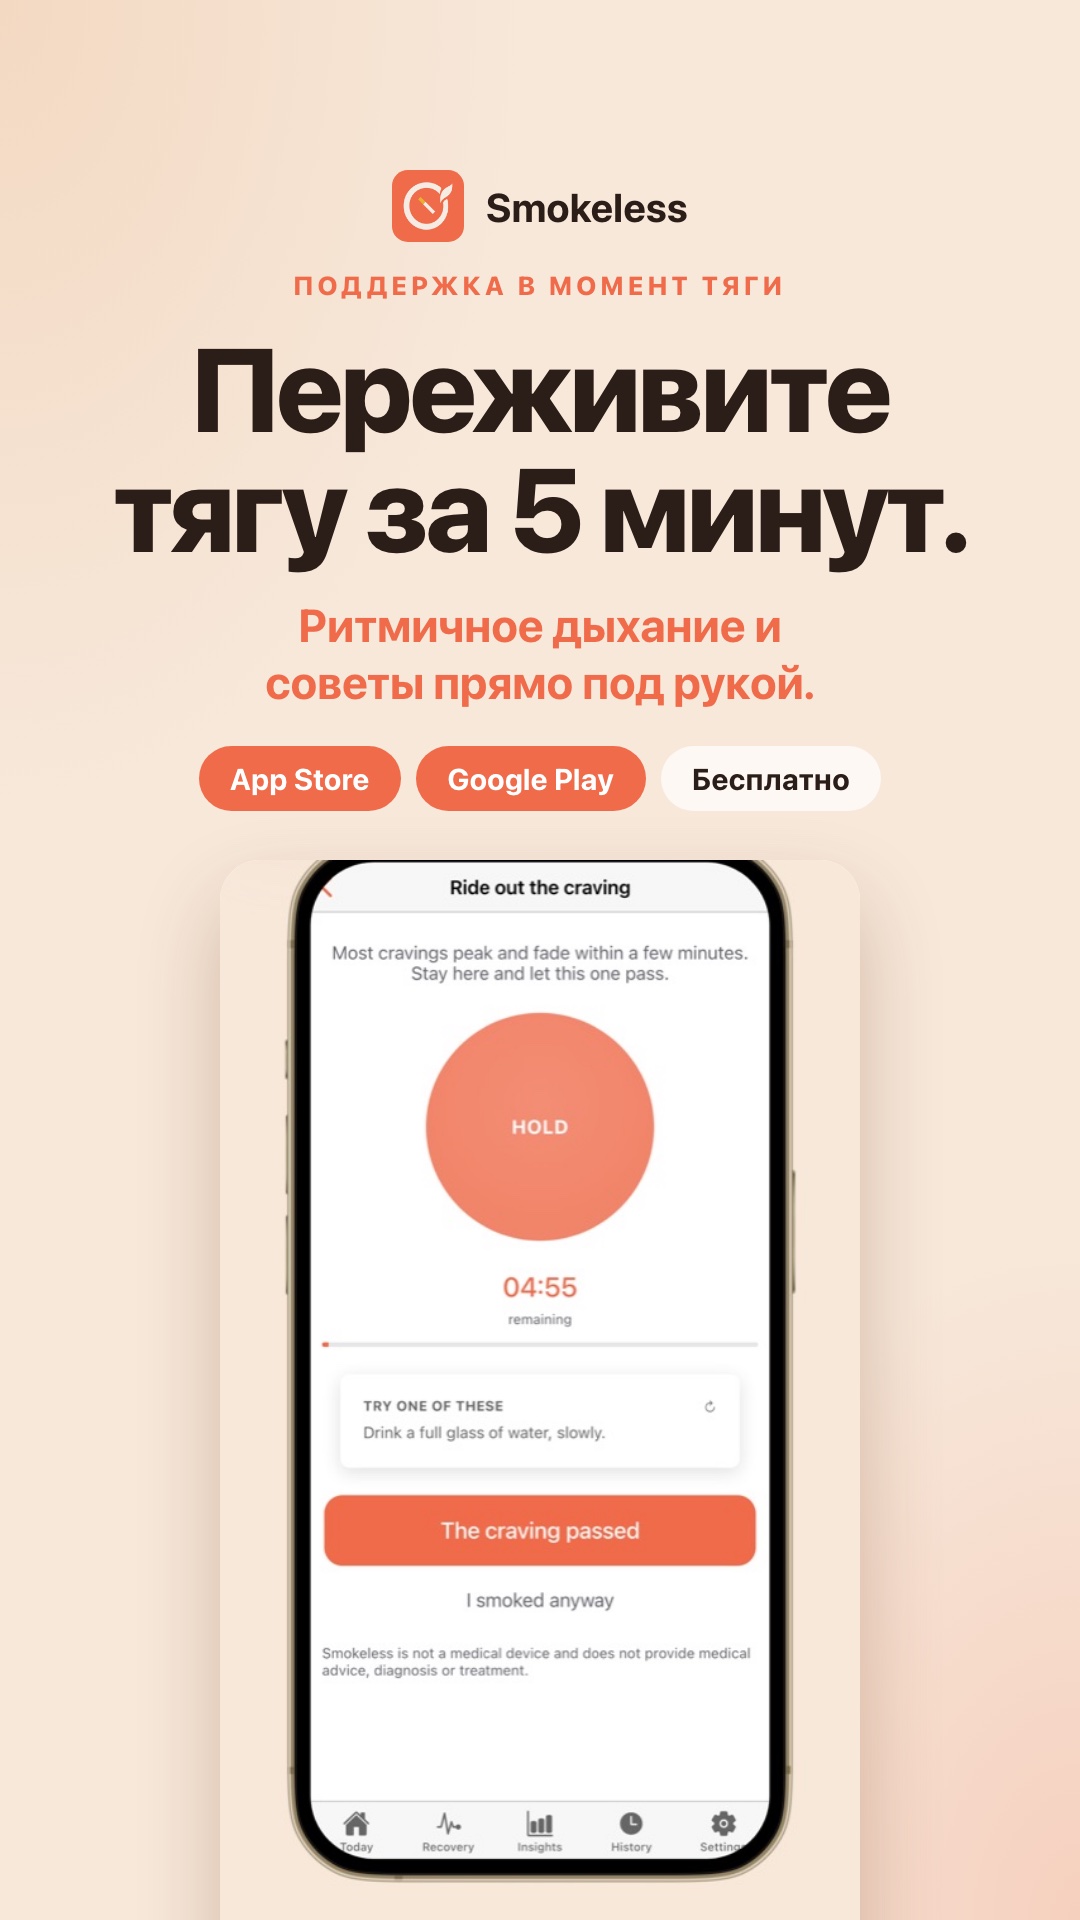 Smokeless
ПОДДЕРЖКА В МОМЕНТ ТЯГИ
Переживите
тягу за 5 минут.
Ритмичное дыхание и
советы прямо под рукой.
App Store
Google Play
Бесплатно
Ride out the craving
Most cravings peak and fade within a few minutes.
Stay here and let this one pass.
HOLD
04:55
remaining
TRY ONE OF THESE
Drink a full glass of water, slowly.
The craving passed
I smoked anyway
Smokeless is not a medical device and does not provide medical
advice, diagnosis or treatment.
Today
Recovery
Insights
History
Settings